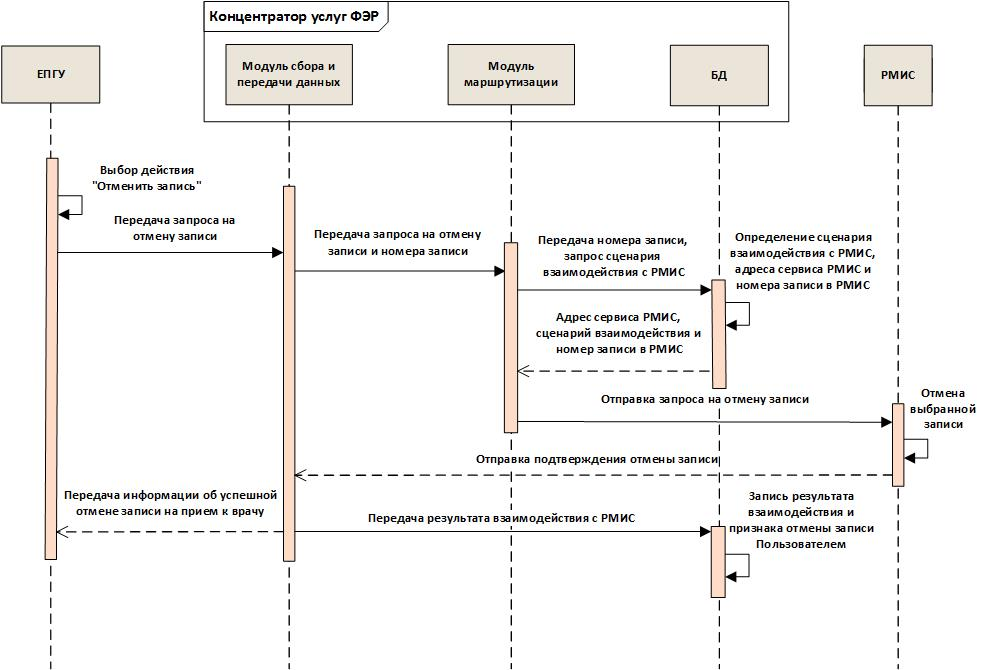 Концентратор услуг ФЭР
ЕПГУ
Модуль сбора и
передачи данных
Модуль
маршрутизации
БД
РМИС
Выбор действия
"Отменить запись"
Передача запроса на
отмену записи
Передача запроса на отмену
записи и номера записи
Передача номера записи,
запрос сценария
взаимодействия с РМИС
Определение сценария
взаимодействия с РМИС,
адреса сервиса РМИС и
номера записи в РМИС
Адрес сервиса РМИС,
сценарий взаимодействия и
номер записи в РМИС
Отправка запроса на отмену записи
Отмена
выбранной
записи
Отправка подтверждения отмены записи
Передача информации об успешной
отмене записи на прием к врачу
Передача результата взаимодействия с РМИС
Запись результата
взаимодействия и
признака отмены записи
Пользователем